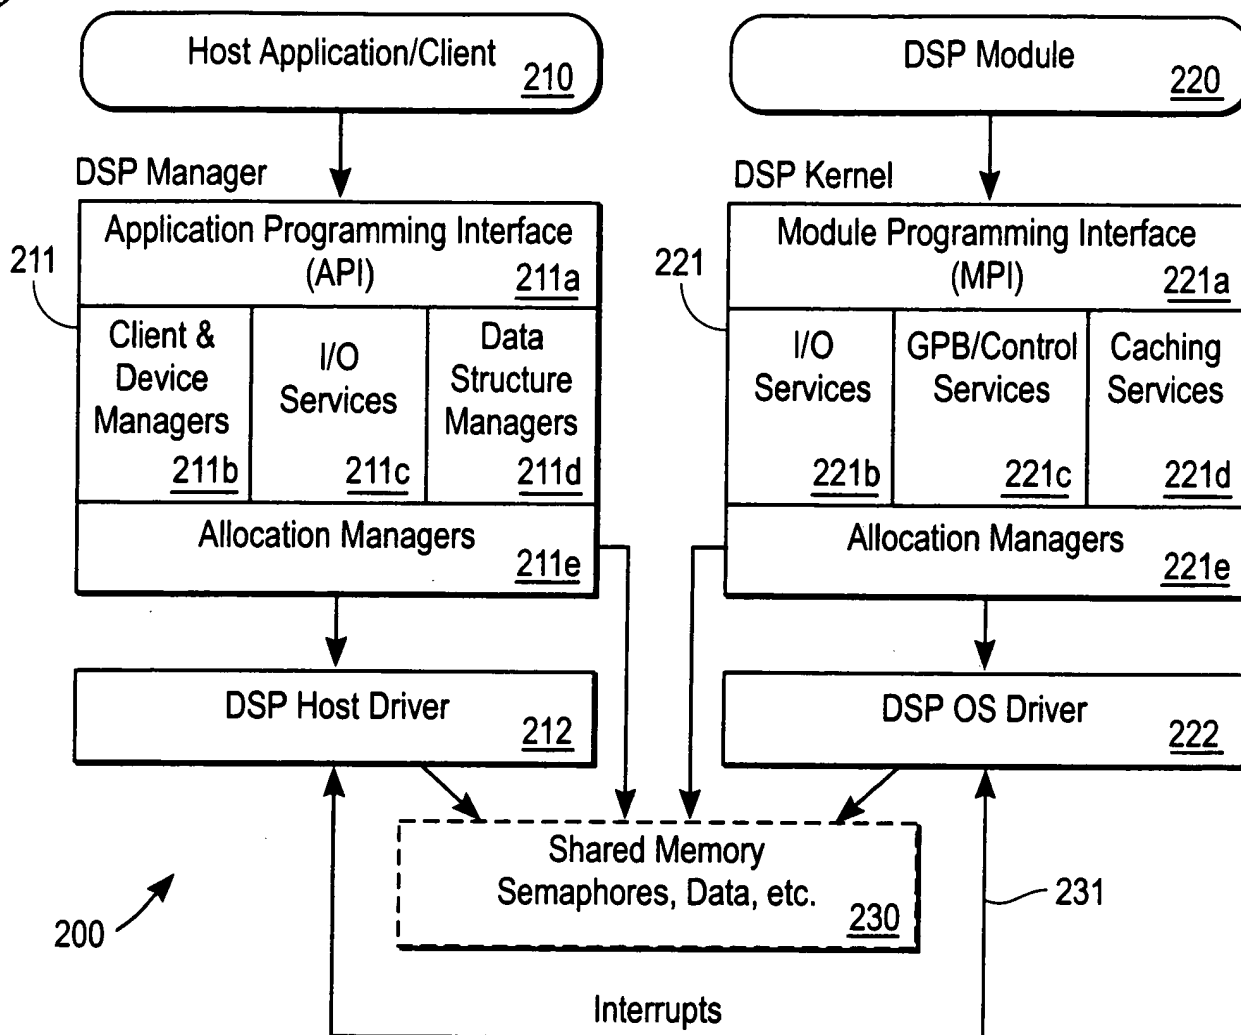 Host Application/Client
210
DSP Module
220
DSP Manager
Application Programming Interface
(API)
211a
211
Client &
Device
Managers
211b
I/O
Services
211c
Data
Structure
Managers
211d
Allocation Managers
211e
DSP Host Driver
212
DSP Kernel
Module Programming Interface
(MPI)
221a
221
I/O
Services
221b
GPB/Control
Services
221c
Caching
Services
221d
Allocation Managers
221e
DSP OS Driver
222
Shared Memory
Semaphores, Data, etc.
230
231
200
Interrupts